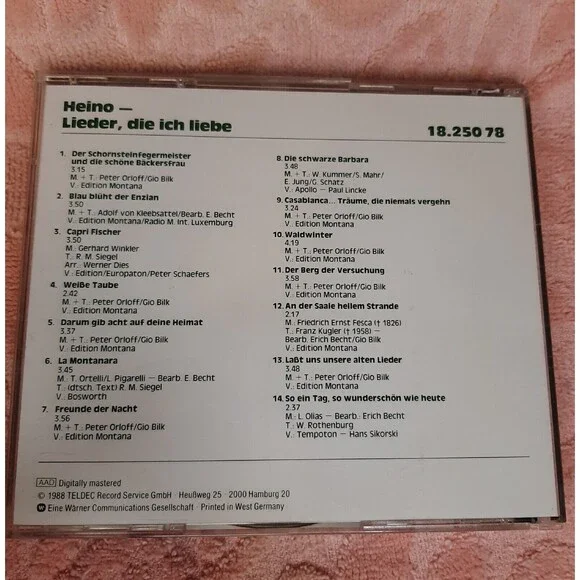 Heino —
Lieder, die ich liebe
18.250 78
1. Der Schornsteinfegermeister
und die schöne Bäckersfrau
3.15
M. + T.: Peter Orloff/Gio Bilk
V.: Edition Montana
2. Blau blüht der Enzian
3.50
M. + T.: Adolf von Kleebsattel/Bearb. E. Becht
V.: Edition Montana/Radio M. Int. Luxemburg
3. Capri Fischer
3.50
M.: Gerhard Winkler
T.: R. M. Siegel
Arr.: Werner Dies
V.: Edition/Europaton/Peter Schaefers
4. Weiße Taube
2.42
M. + T.: Peter Orloff/Gio Bilk
V.: Edition Montana
5. Darum gib acht auf deine Heimat
3.37
M. + T.: Peter Orloff/Gio Bilk
V.: Edition Montana
6. La Montanara
3.45
M.: T. Ortelli/L. Pigarelli — Bearb. E. Becht
T.: (dtsch. Text) R. M. Siegel
V.: Bosworth
7. Freunde der Nacht
3.56
M. + T.: Peter Orloff/Gio Bilk
V.: Edition Montana
8. Die schwarze Barbara
3.48
M. + T.: W. Kummer/S. Mahr/
E. Jung/G. Schatz
V.: Apollo — Paul Lincke
9. Casablanca... Träume, die niemals vergehn
3.24
M. + T.: Peter Orloff/Gio Bilk
V.: Edition Montana
10. Waldwinter
4.19
M. + T.: Peter Orloff/Gio Bilk
V.: Edition Montana
11. Der Berg der Versuchung
3.58
M. + T.: Peter Orloff/Gio Bilk
V.: Edition Montana
12. An der Saale hellem Strande
2.17
M.: Friedrich Ernst Fesca († 1826)
T.: Franz Kugler († 1958) —
Bearb. Erich Becht/Gio Bilk
V.: Edition Montana
13. Laßt uns unsere alten Lieder
3.48
M. + T.: Peter Orloff/Gio Bilk
V.: Edition Montana
14. So ein Tag, so wunderschön wie heute
2.37
M.: L. Olias — Bearb.: Erich Becht
T.: W. Rothenburg
V.: Tempoton — Hans Sikorski
AAD Digitally mastered
© 1988 TELDEC Record Service GmbH · Heußweg 25 · 2000 Hamburg 20
Eine Warner Communications Gesellschaft · Printed in West Germany